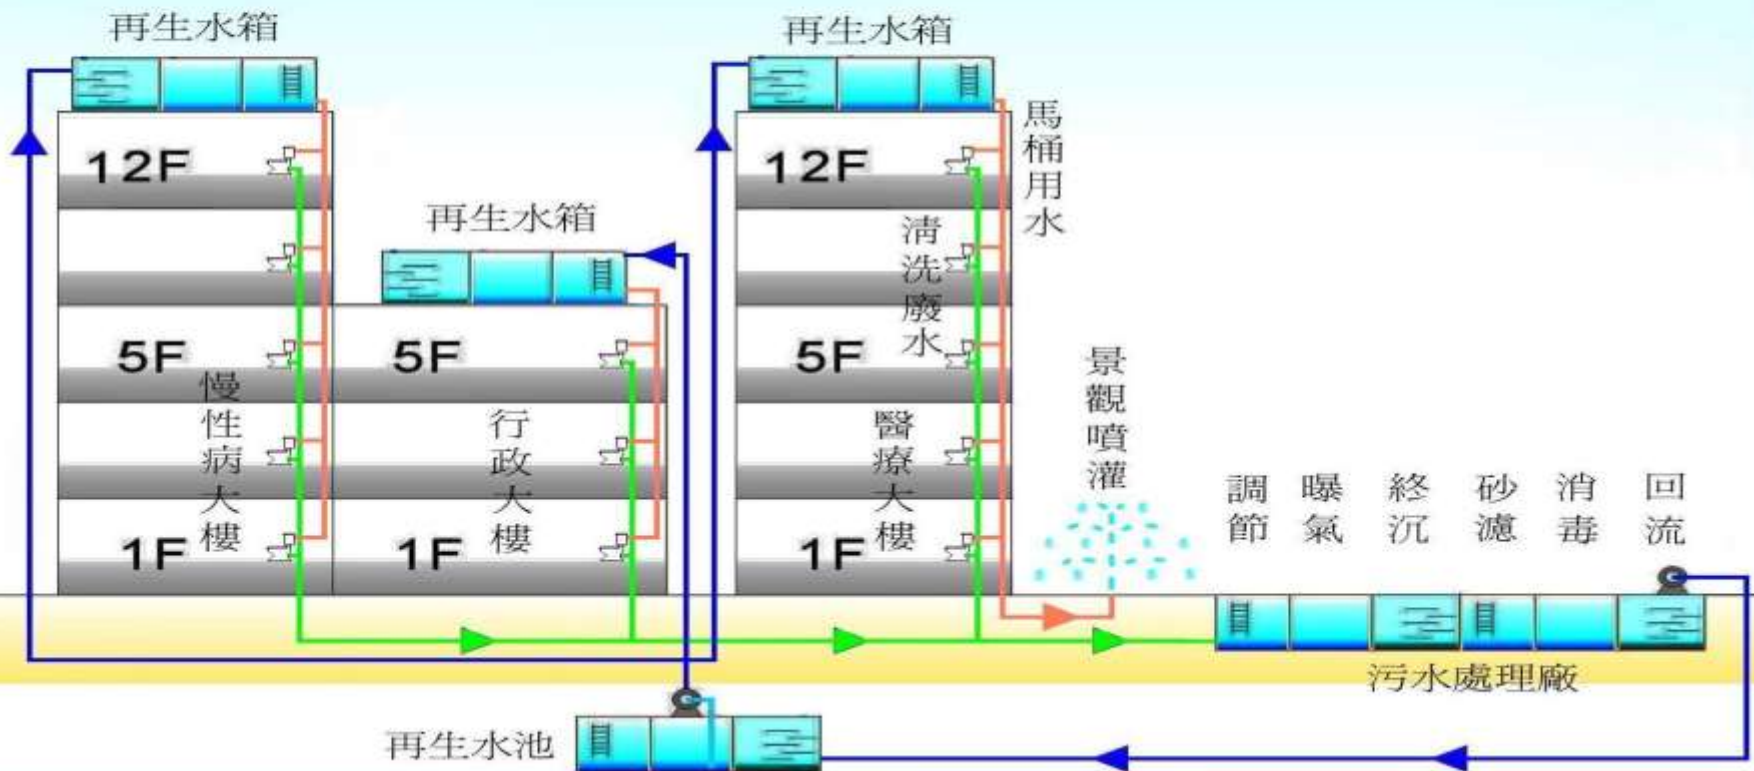 再生水箱
再生水箱
再生水箱
12F
5F
1F
慢性病大樓
5F
1F
行政大樓
12F
5F
1F
醫療大樓
清洗廢水
馬桶用水
景觀噴灌
調節
曝氣
終沉
砂濾
消毒
回流
污水處理廠
再生水池